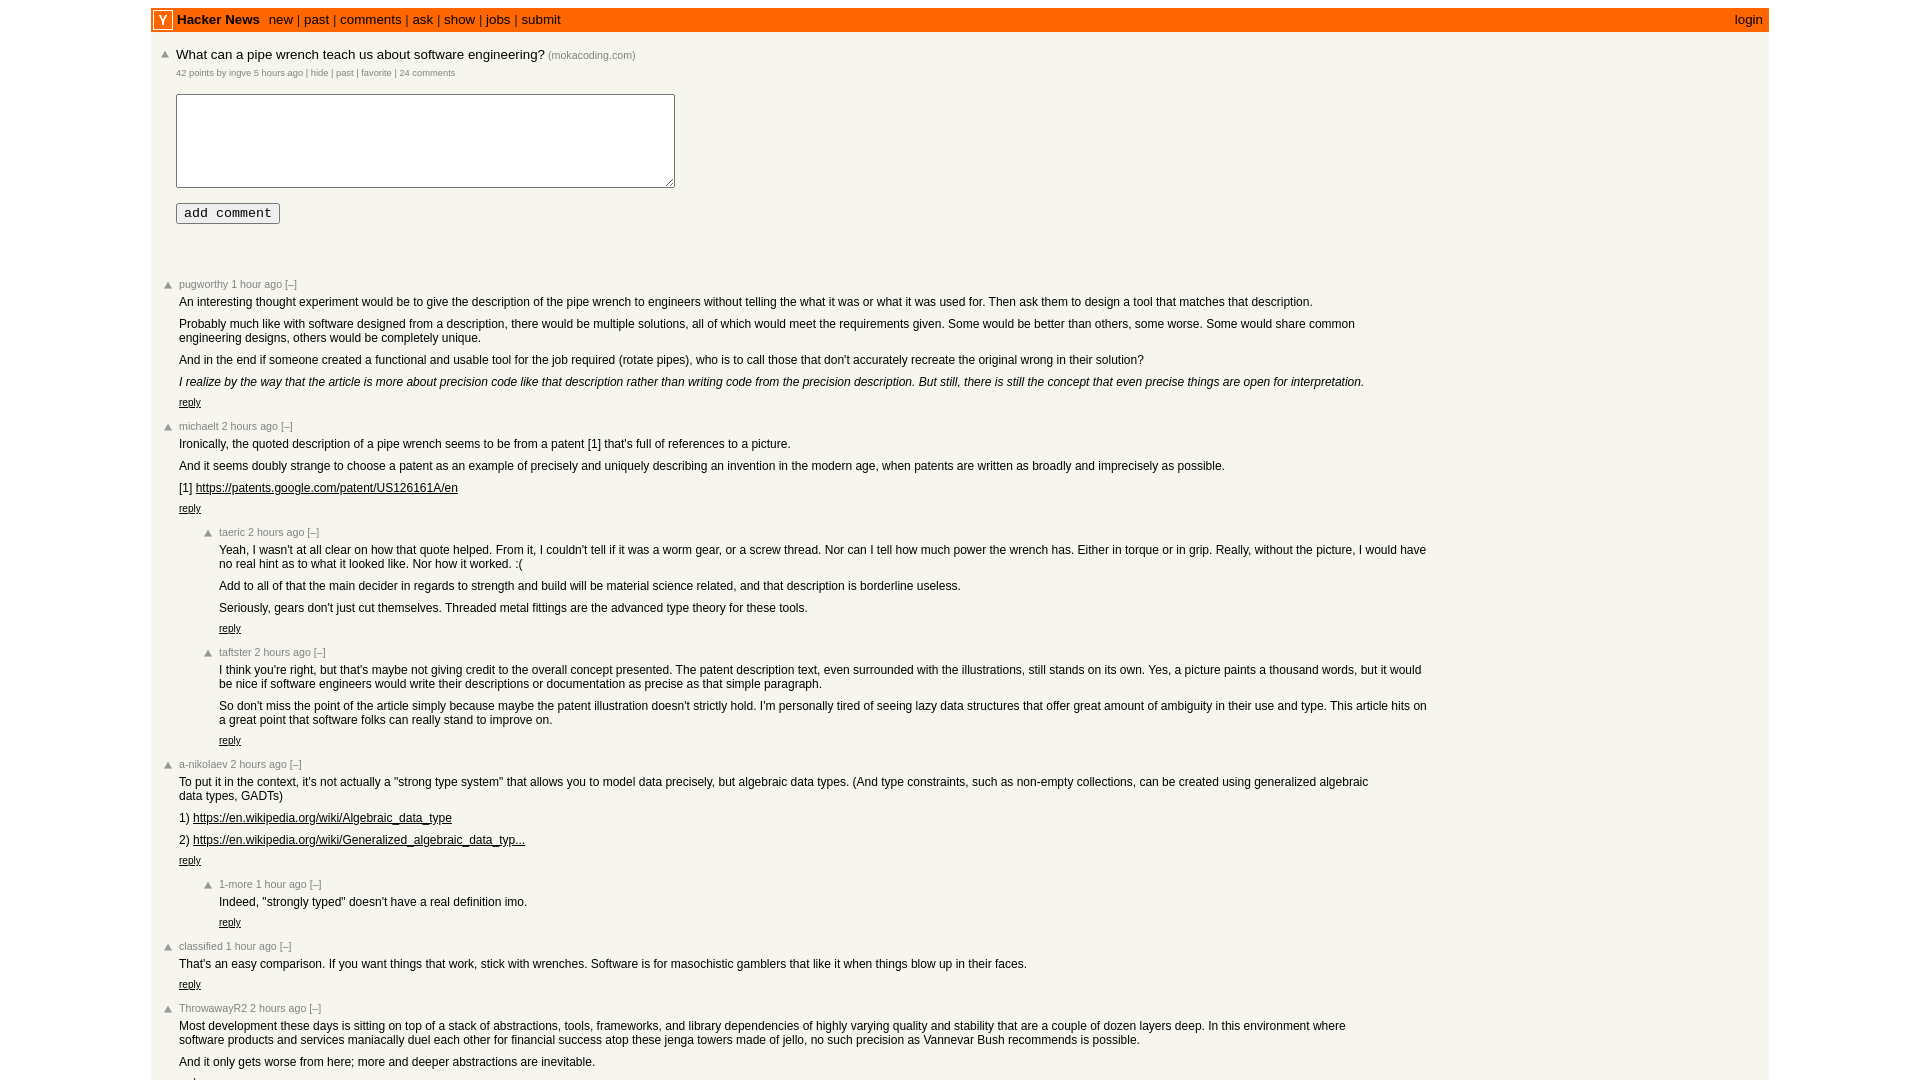 Y Hacker News new | past | comments | ask | show | jobs | submit login
What can a pipe wrench teach us about software engineering? (mokacoding.com)
42 points by ingve 5 hours ago | hide | past | favorite | 24 comments
add comment
pugworthy 1 hour ago [–]
An interesting thought experiment would be to give the description of the pipe wrench to engineers without telling the what it was or what it was used for. Then ask them to design a tool that matches that description.
Probably much like with software designed from a description, there would be multiple solutions, all of which would meet the requirements given. Some would be better than others, some worse. Some would share common
engineering designs, others would be completely unique.
And in the end if someone created a functional and usable tool for the job required (rotate pipes), who is to call those that don't accurately recreate the original wrong in their solution?
I realize by the way that the article is more about precision code like that description rather than writing code from the precision description. But still, there is still the concept that even precise things are open for interpretation.
reply
michaelt 2 hours ago [–]
Ironically, the quoted description of a pipe wrench seems to be from a patent [1] that's full of references to a picture.
And it seems doubly strange to choose a patent as an example of precisely and uniquely describing an invention in the modern age, when patents are written as broadly and imprecisely as possible.
[1] https://patents.google.com/patent/US126161A/en
reply
taeric 2 hours ago [–]
Yeah, I wasn't at all clear on how that quote helped. From it, I couldn't tell if it was a worm gear, or a screw thread. Nor can I tell how much power the wrench has. Either in torque or in grip. Really, without the picture, I would have
no real hint as to what it looked like. Nor how it worked. :(
Add to all of that the main decider in regards to strength and build will be material science related, and that description is borderline useless.
Seriously, gears don't just cut themselves. Threaded metal fittings are the advanced type theory for these tools.
reply
taftster 2 hours ago [–]
I think you're right, but that's maybe not giving credit to the overall concept presented. The patent description text, even surrounded with the illustrations, still stands on its own. Yes, a picture paints a thousand words, but it would
be nice if software engineers would write their descriptions or documentation as precise as that simple paragraph.
So don't miss the point of the article simply because maybe the patent illustration doesn't strictly hold. I'm personally tired of seeing lazy data structures that offer great amount of ambiguity in their use and type. This article hits on
a great point that software folks can really stand to improve on.
reply
a-nikolaev 2 hours ago [–]
To put it in the context, it's not actually a "strong type system" that allows you to model data precisely, but algebraic data types. (And type constraints, such as non-empty collections, can be created using generalized algebraic
data types, GADTs)
1) https://en.wikipedia.org/wiki/Algebraic_data_type
2) https://en.wikipedia.org/wiki/Generalized_algebraic_data_typ...
reply
1-more 1 hour ago [–]
Indeed, "strongly typed" doesn't have a real definition imo.
reply
classified 1 hour ago [–]
That's an easy comparison. If you want things that work, stick with wrenches. Software is for masochistic gamblers that like it when things blow up in their faces.
reply
ThrowawayR2 2 hours ago [–]
Most development these days is sitting on top of a stack of abstractions, tools, frameworks, and library dependencies of highly varying quality and stability that are a couple of dozen layers deep. In this environment where
software products and services maniacally duel each other for financial success atop these jenga towers made of jello, no such precision as Vannevar Bush recommends is possible.
And it only gets worse from here; more and deeper abstractions are inevitable.